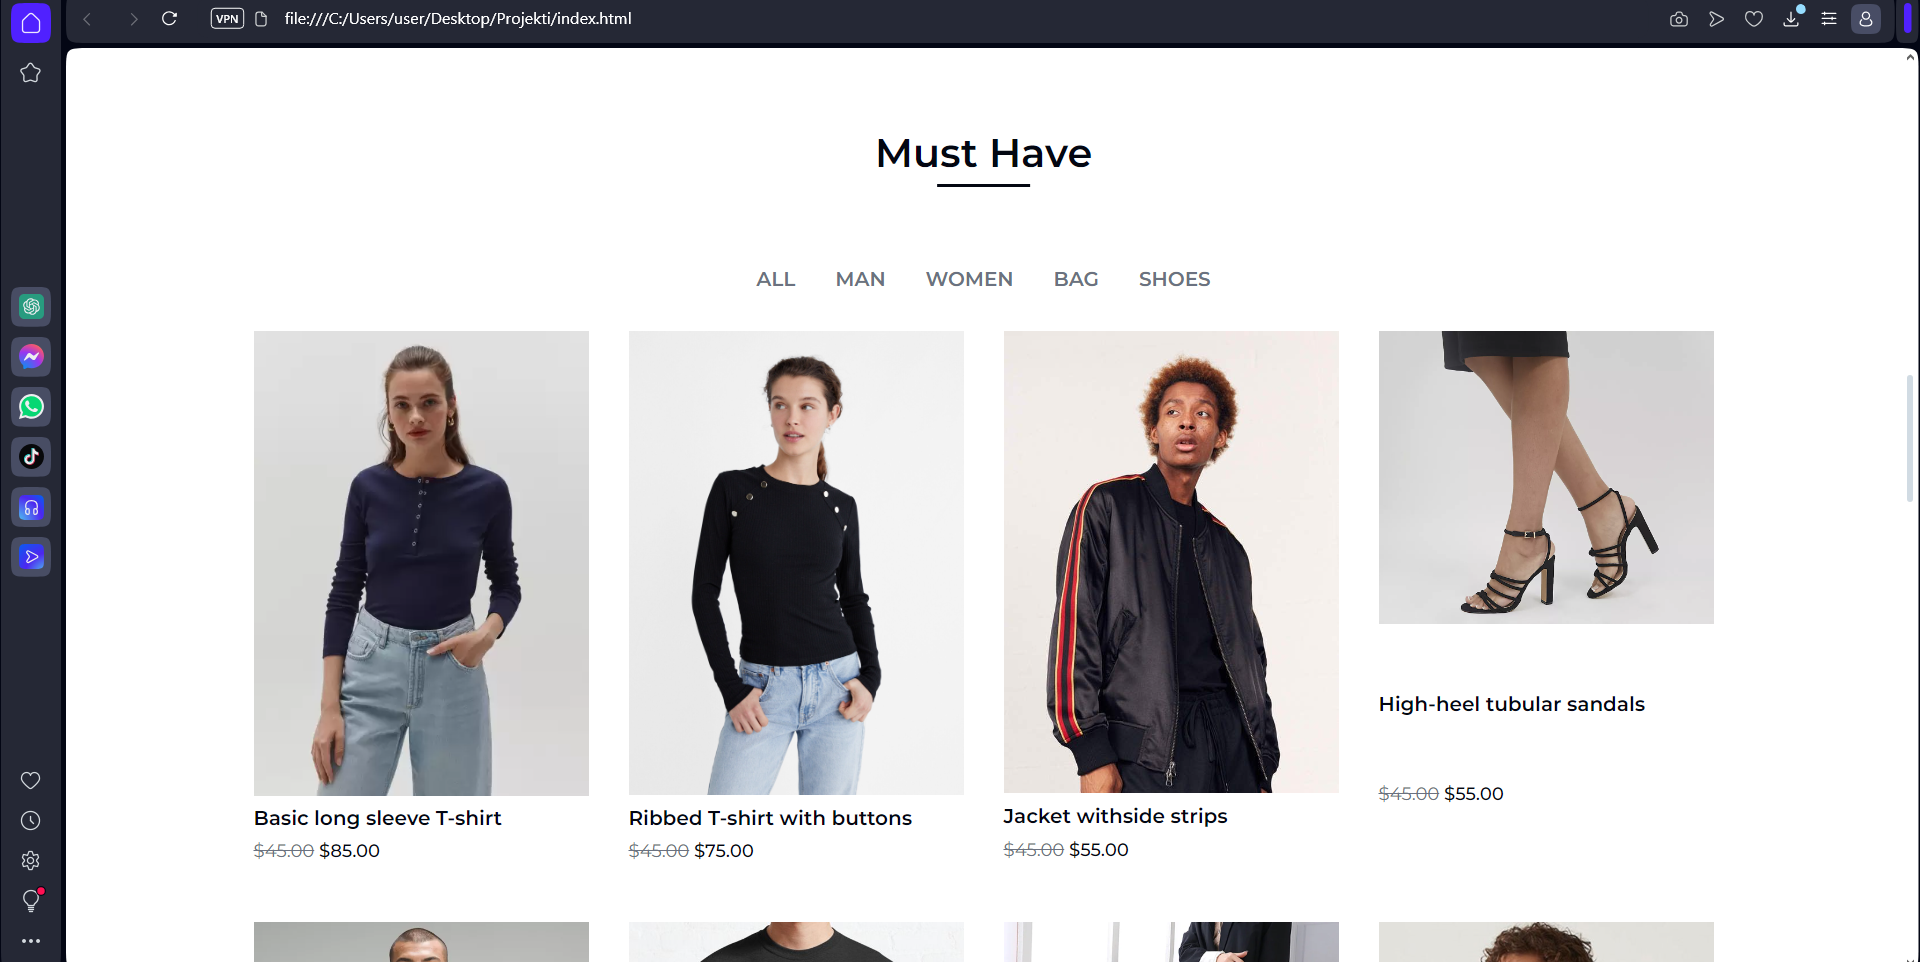 VPN
file:///C:/Users/user/Desktop/Projekti/index.html
Must Have
ALL MAN WOMEN BAG SHOES
Basic long sleeve T-shirt
$45.00 $85.00
Ribbed T-shirt with buttons
$45.00 $75.00
Jacket withside strips
$45.00 $55.00
High-heel tubular sandals
$45.00 $55.00